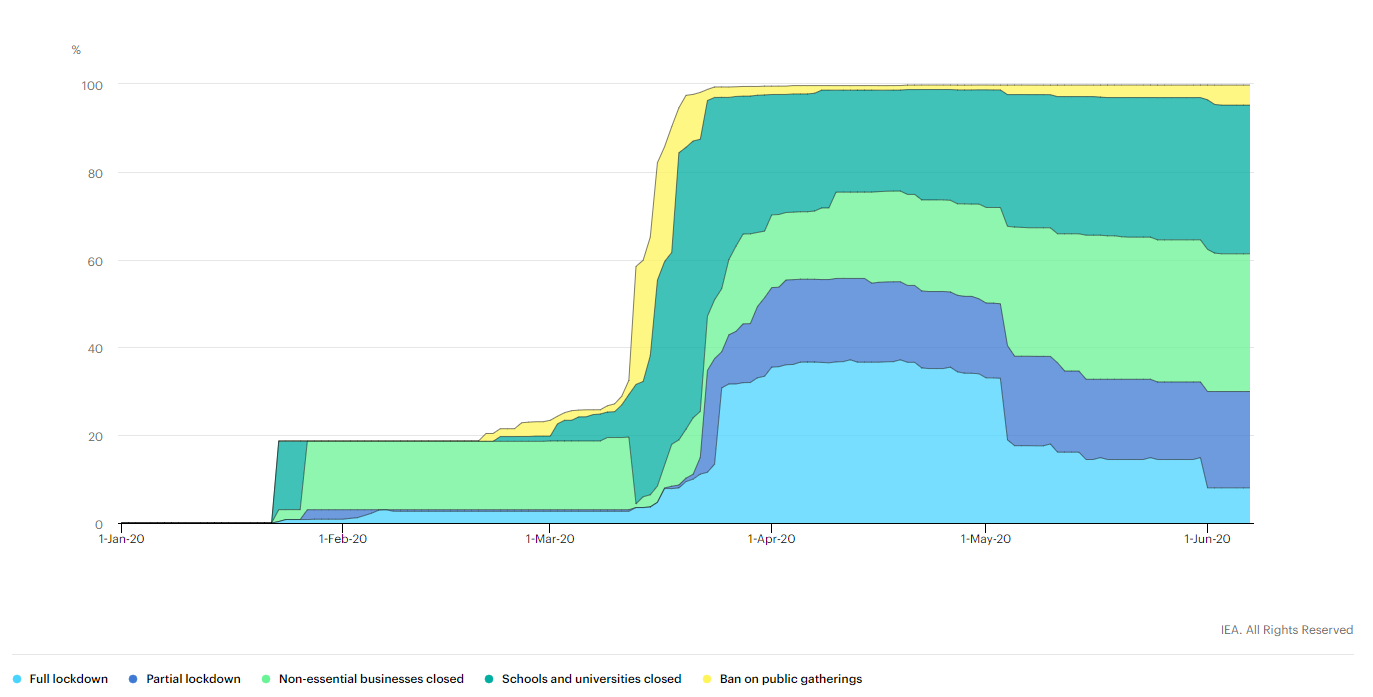 %
100
80
60
40
20
0
1-Jan-20 1-Feb-20 1-Mar-20 1-Apr-20 1-May-20 1-Jun-20
IEA. All Rights Reserved
Full lockdown Partial lockdown Non-essential businesses closed Schools and universities closed Ban on public gatherings